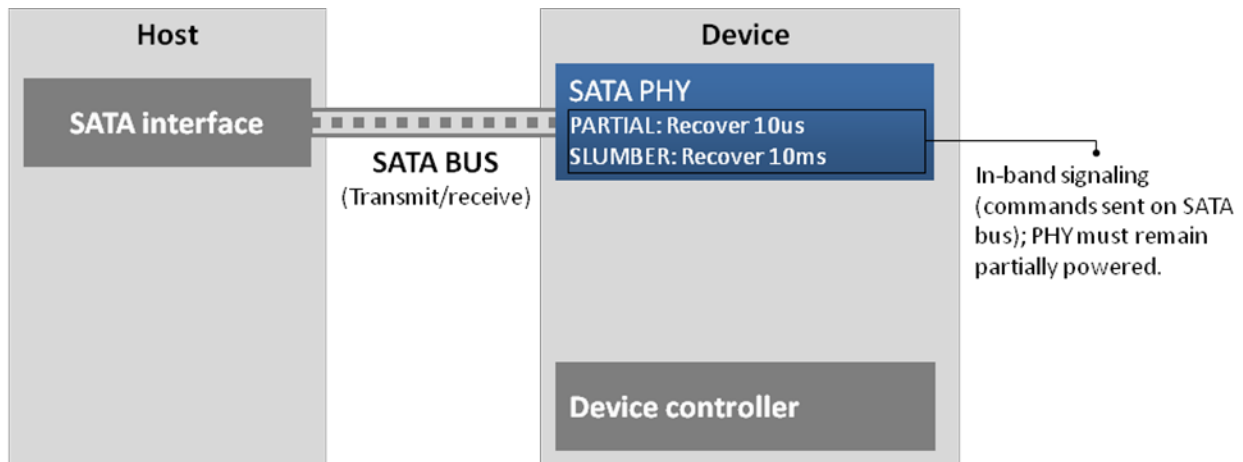 Host
Device
SATA interface
SATA BUS
(Transmit/receive)
SATA PHY
PARTIAL: Recover 10us
SLUMBER: Recover 10ms
In-band signaling
(commands sent on SATA
bus); PHY must remain
partially powered.
Device controller